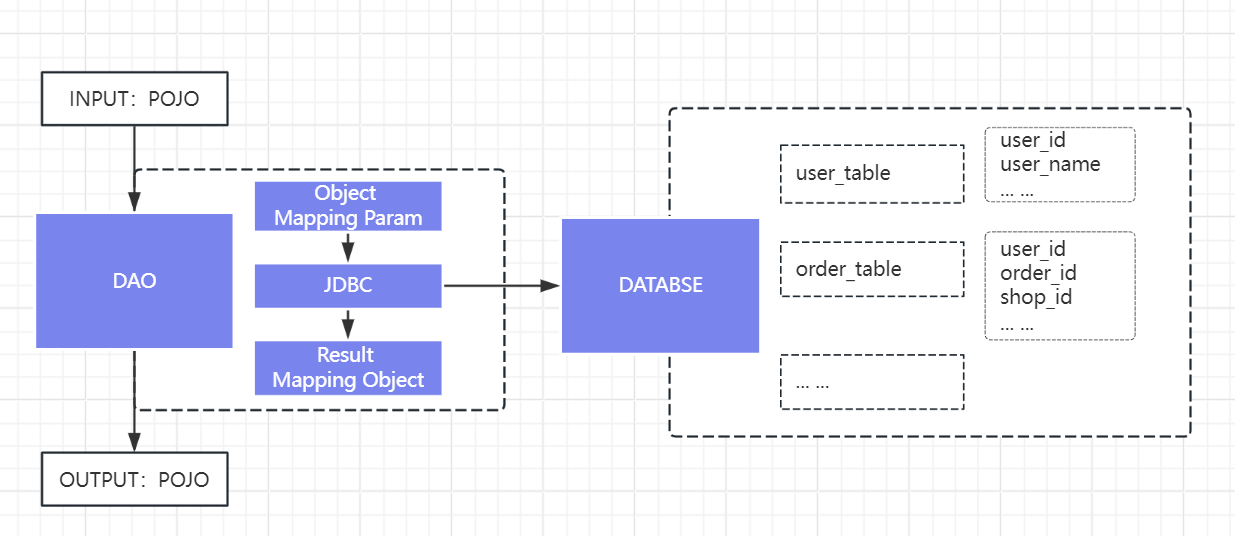 INPUT：POJO
DAO
OUTPUT：POJO
Object
Mapping Param
JDBC
Result
Mapping Object
DATABSE
user_table
user_id
user_name
... ...
order_table
user_id
order_id
shop_id
... ...
... ...